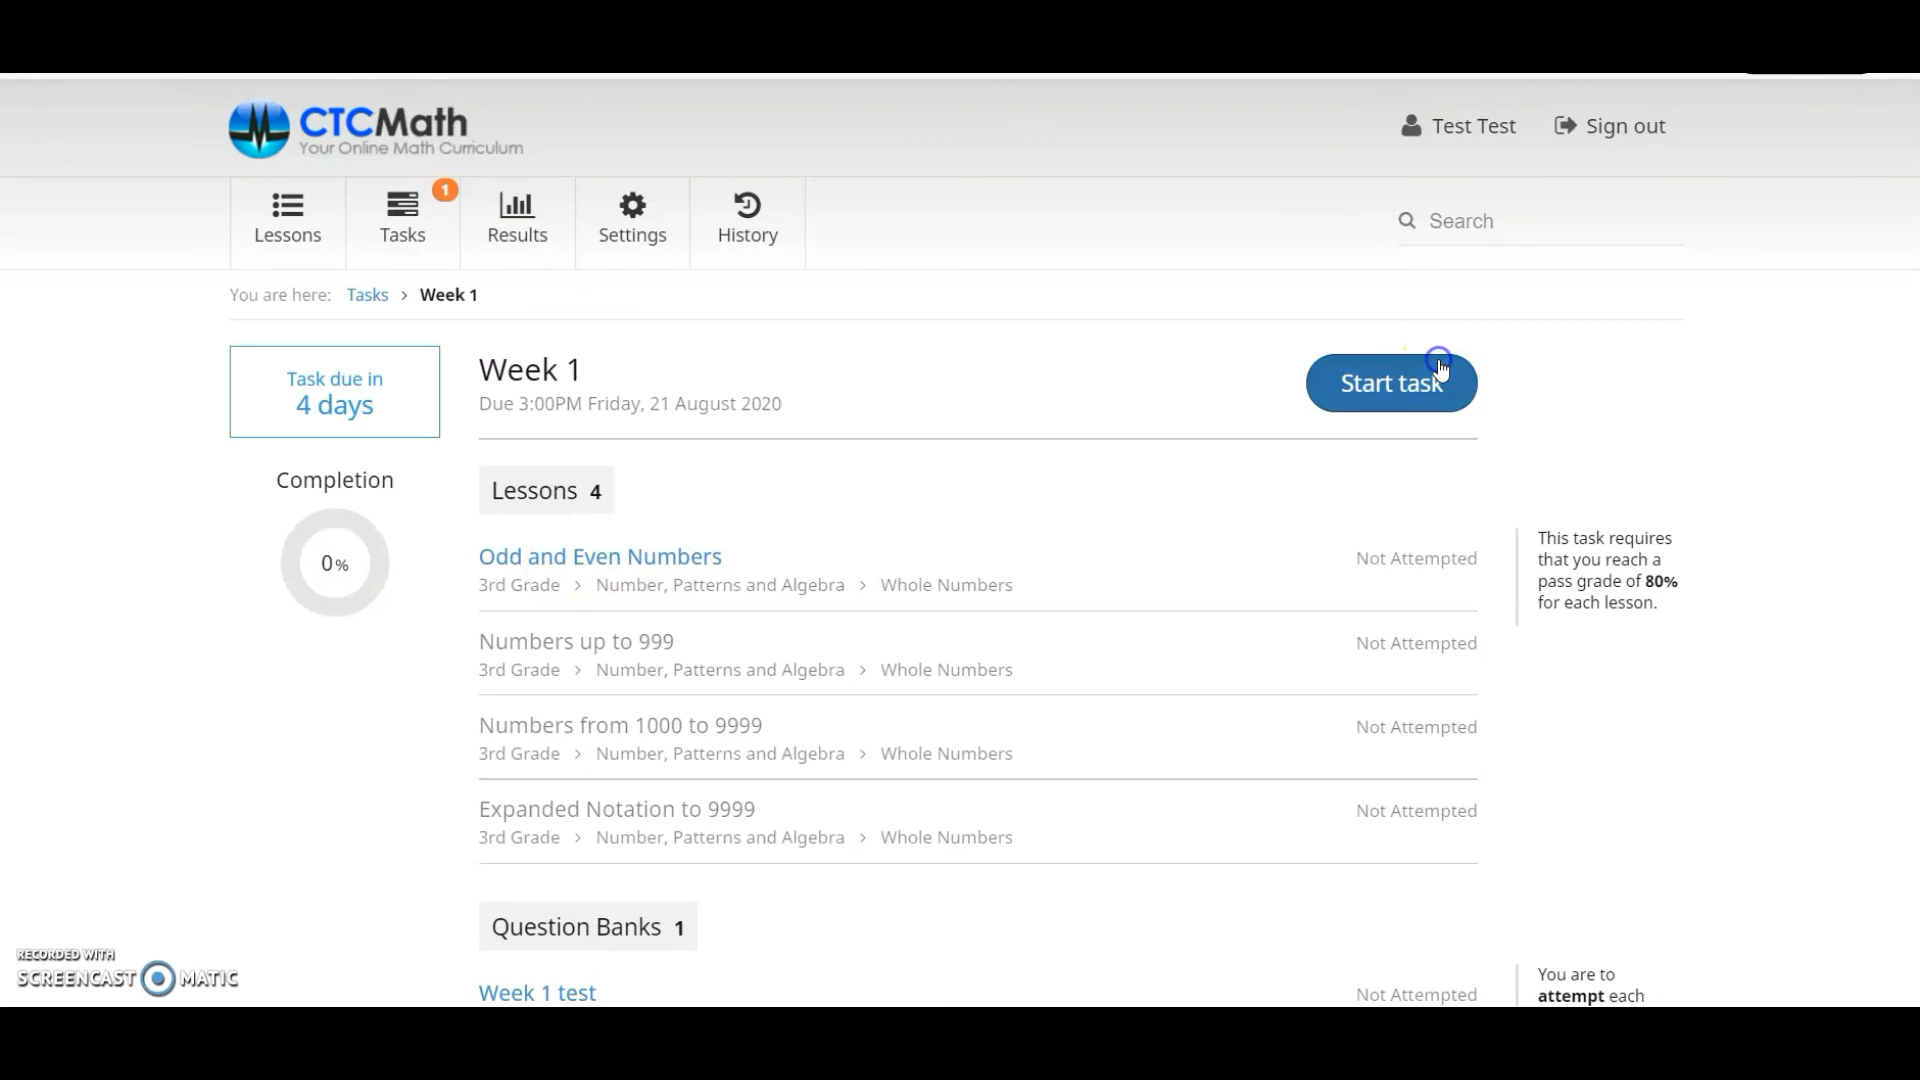 CTCMath
Your Online Math Curriculum
Test Test
Sign out
Lessons
Tasks
1
Results
Settings
History
Search
You are here: Tasks > Week 1
Task due in
4 days
Week 1
Due 3:00PM Friday, 21 August 2020
Start task
Completion
0%
Lessons 4
Odd and Even Numbers
Not Attempted
3rd Grade > Number, Patterns and Algebra > Whole Numbers
This task requires
that you reach a
pass grade of 80%
for each lesson.
Numbers up to 999
Not Attempted
3rd Grade > Number, Patterns and Algebra > Whole Numbers
Numbers from 1000 to 9999
Not Attempted
3rd Grade > Number, Patterns and Algebra > Whole Numbers
Expanded Notation to 9999
Not Attempted
3rd Grade > Number, Patterns and Algebra > Whole Numbers
Question Banks 1
Week 1 test
Not Attempted
You are to
attempt each
RECORDED WITH
SCREENCAST MATIC